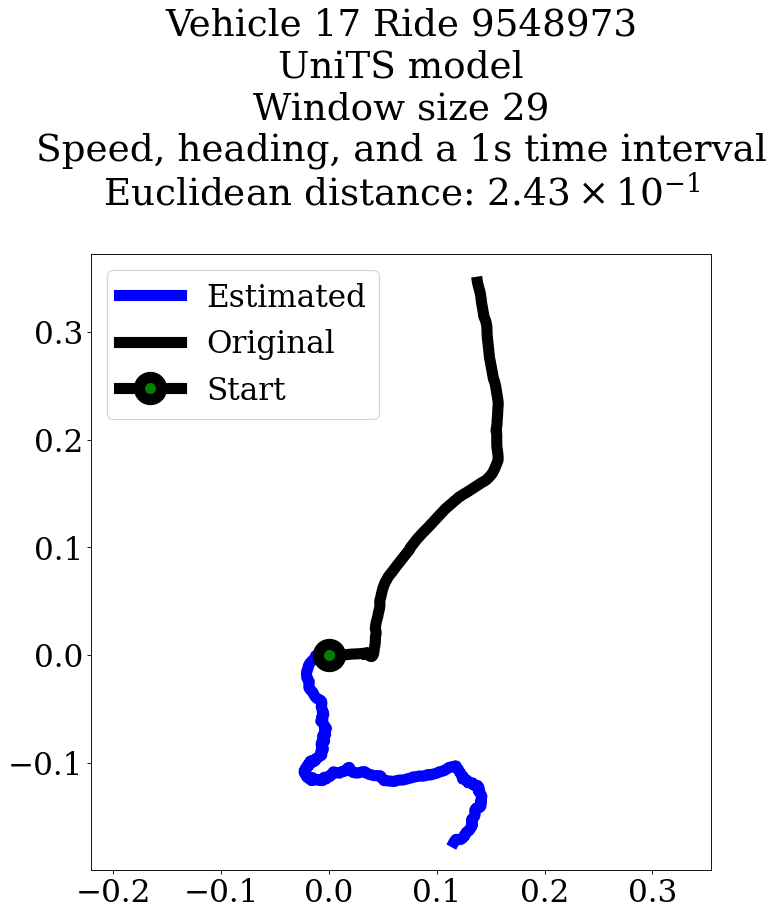 Vehicle 17 Ride 9548973
UniTS model
Window size 29
Speed, heading, and a 1s time interval
Euclidean distance: 2.43 × 10⁻¹
Estimated
Original
Start
0.3
0.2
0.1
0.0
−0.1
−0.2 −0.1 0.0 0.1 0.2 0.3